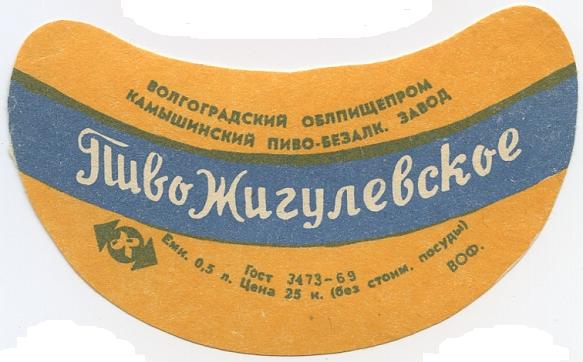 ВОЛГОГРАДСКИЙ ОБЛПИЩЕПРОМ
КАМЫШИНСКИЙ ПИВО-БЕЗАЛК. ЗАВОД
Пиво Жигулевское
Гост 3473-69
Емк. 0,5 л. Цена 25 к. (без стоим. посуды)
ВОФ.